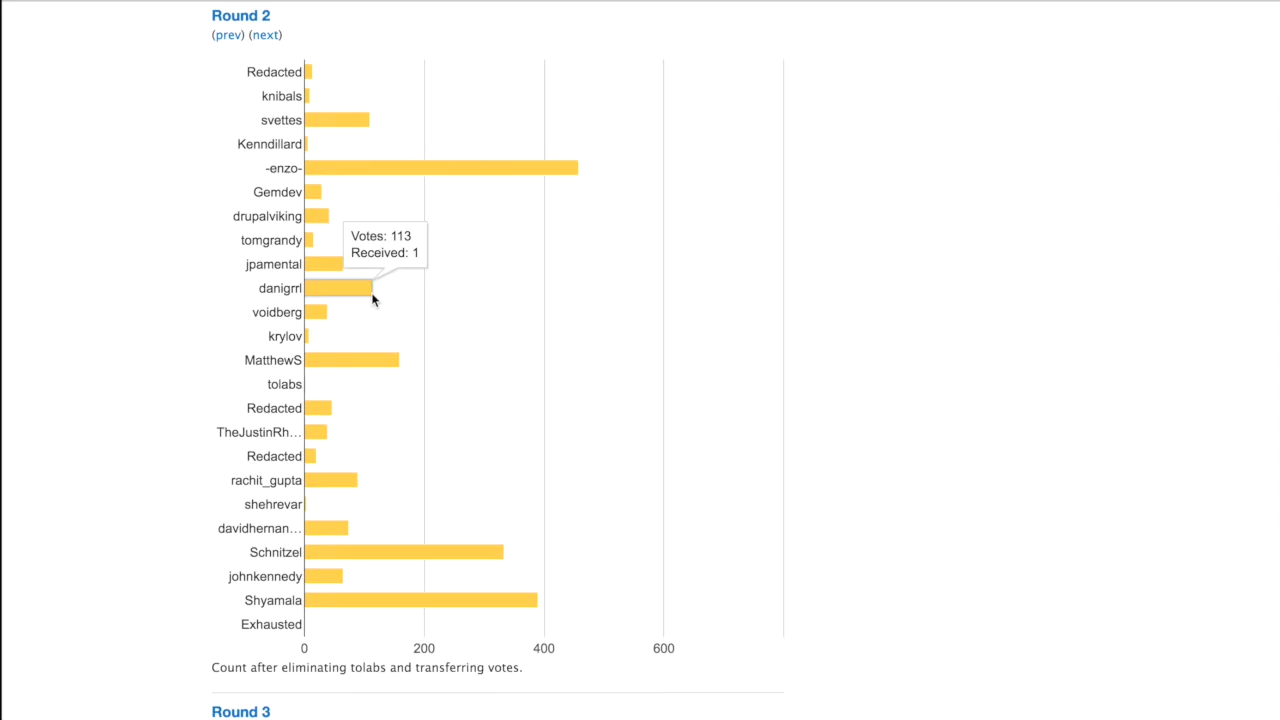 Round 2
(prev) (next)
Redacted
knibals
svettes
Kenndillard
-enzo-
Gemdev
drupalviking
tomgrandy
Votes: 113
Received: 1
jpamental
danigrrl
voidberg
krylov
MatthewS
tolabs
Redacted
TheJustinRh...
Redacted
rachit_gupta
shehrevar
davidhernan...
Schnitzel
johnkennedy
Shyamala
Exhausted
0 200 400 600
Count after eliminating tolabs and transferring votes.
Round 3